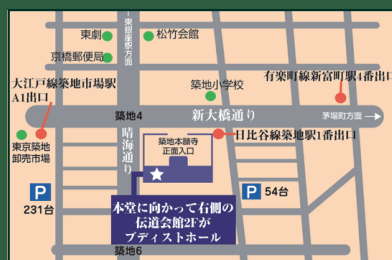 東劇
松竹会館
東銀座駅方面
京橋郵便局
大江戸線築地市場駅
A1出口
築地小学校
有楽町線新富町駅4番出口
築地4
新大橋通り
茅場町方面
東京築地
卸売市場
晴海通り
築地本願寺
正面入口
日比谷線築地駅1番出口
P
231台
P 54台
本堂に向かって右側の
伝道会館2Fが
ブディストホール
築地6